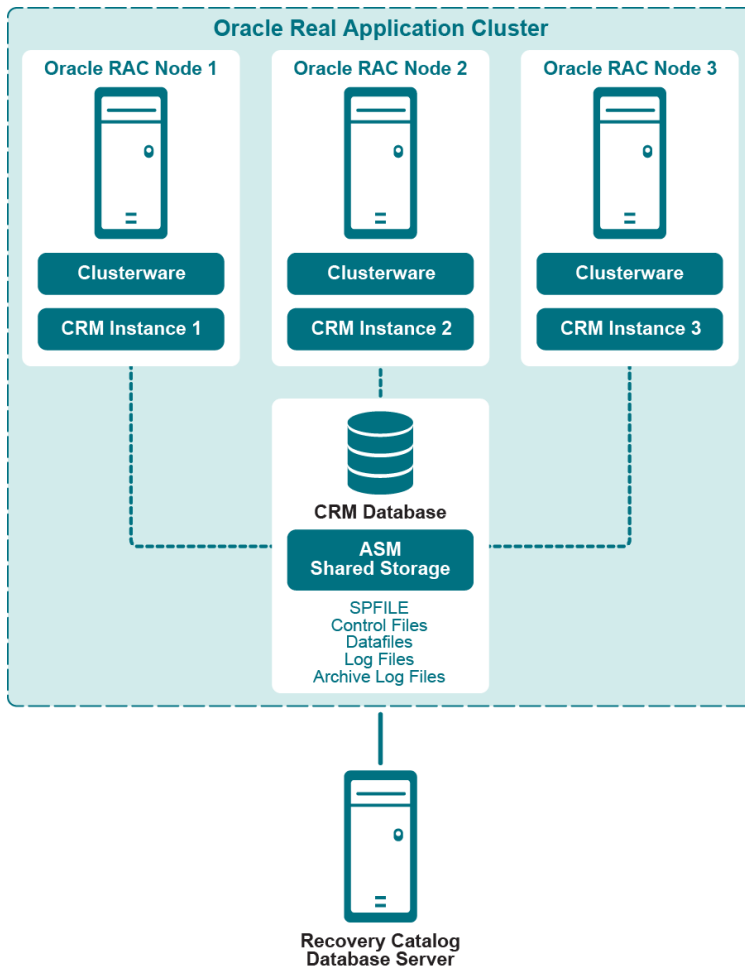 Oracle Real Application Cluster
Oracle RAC Node 1
Clusterware
CRM Instance 1
Oracle RAC Node 2
Clusterware
CRM Instance 2
Oracle RAC Node 3
Clusterware
CRM Instance 3
CRM Database
ASM
Shared Storage
SPFILE
Control Files
Datafiles
Log Files
Archive Log Files
Recovery Catalog
Database Server